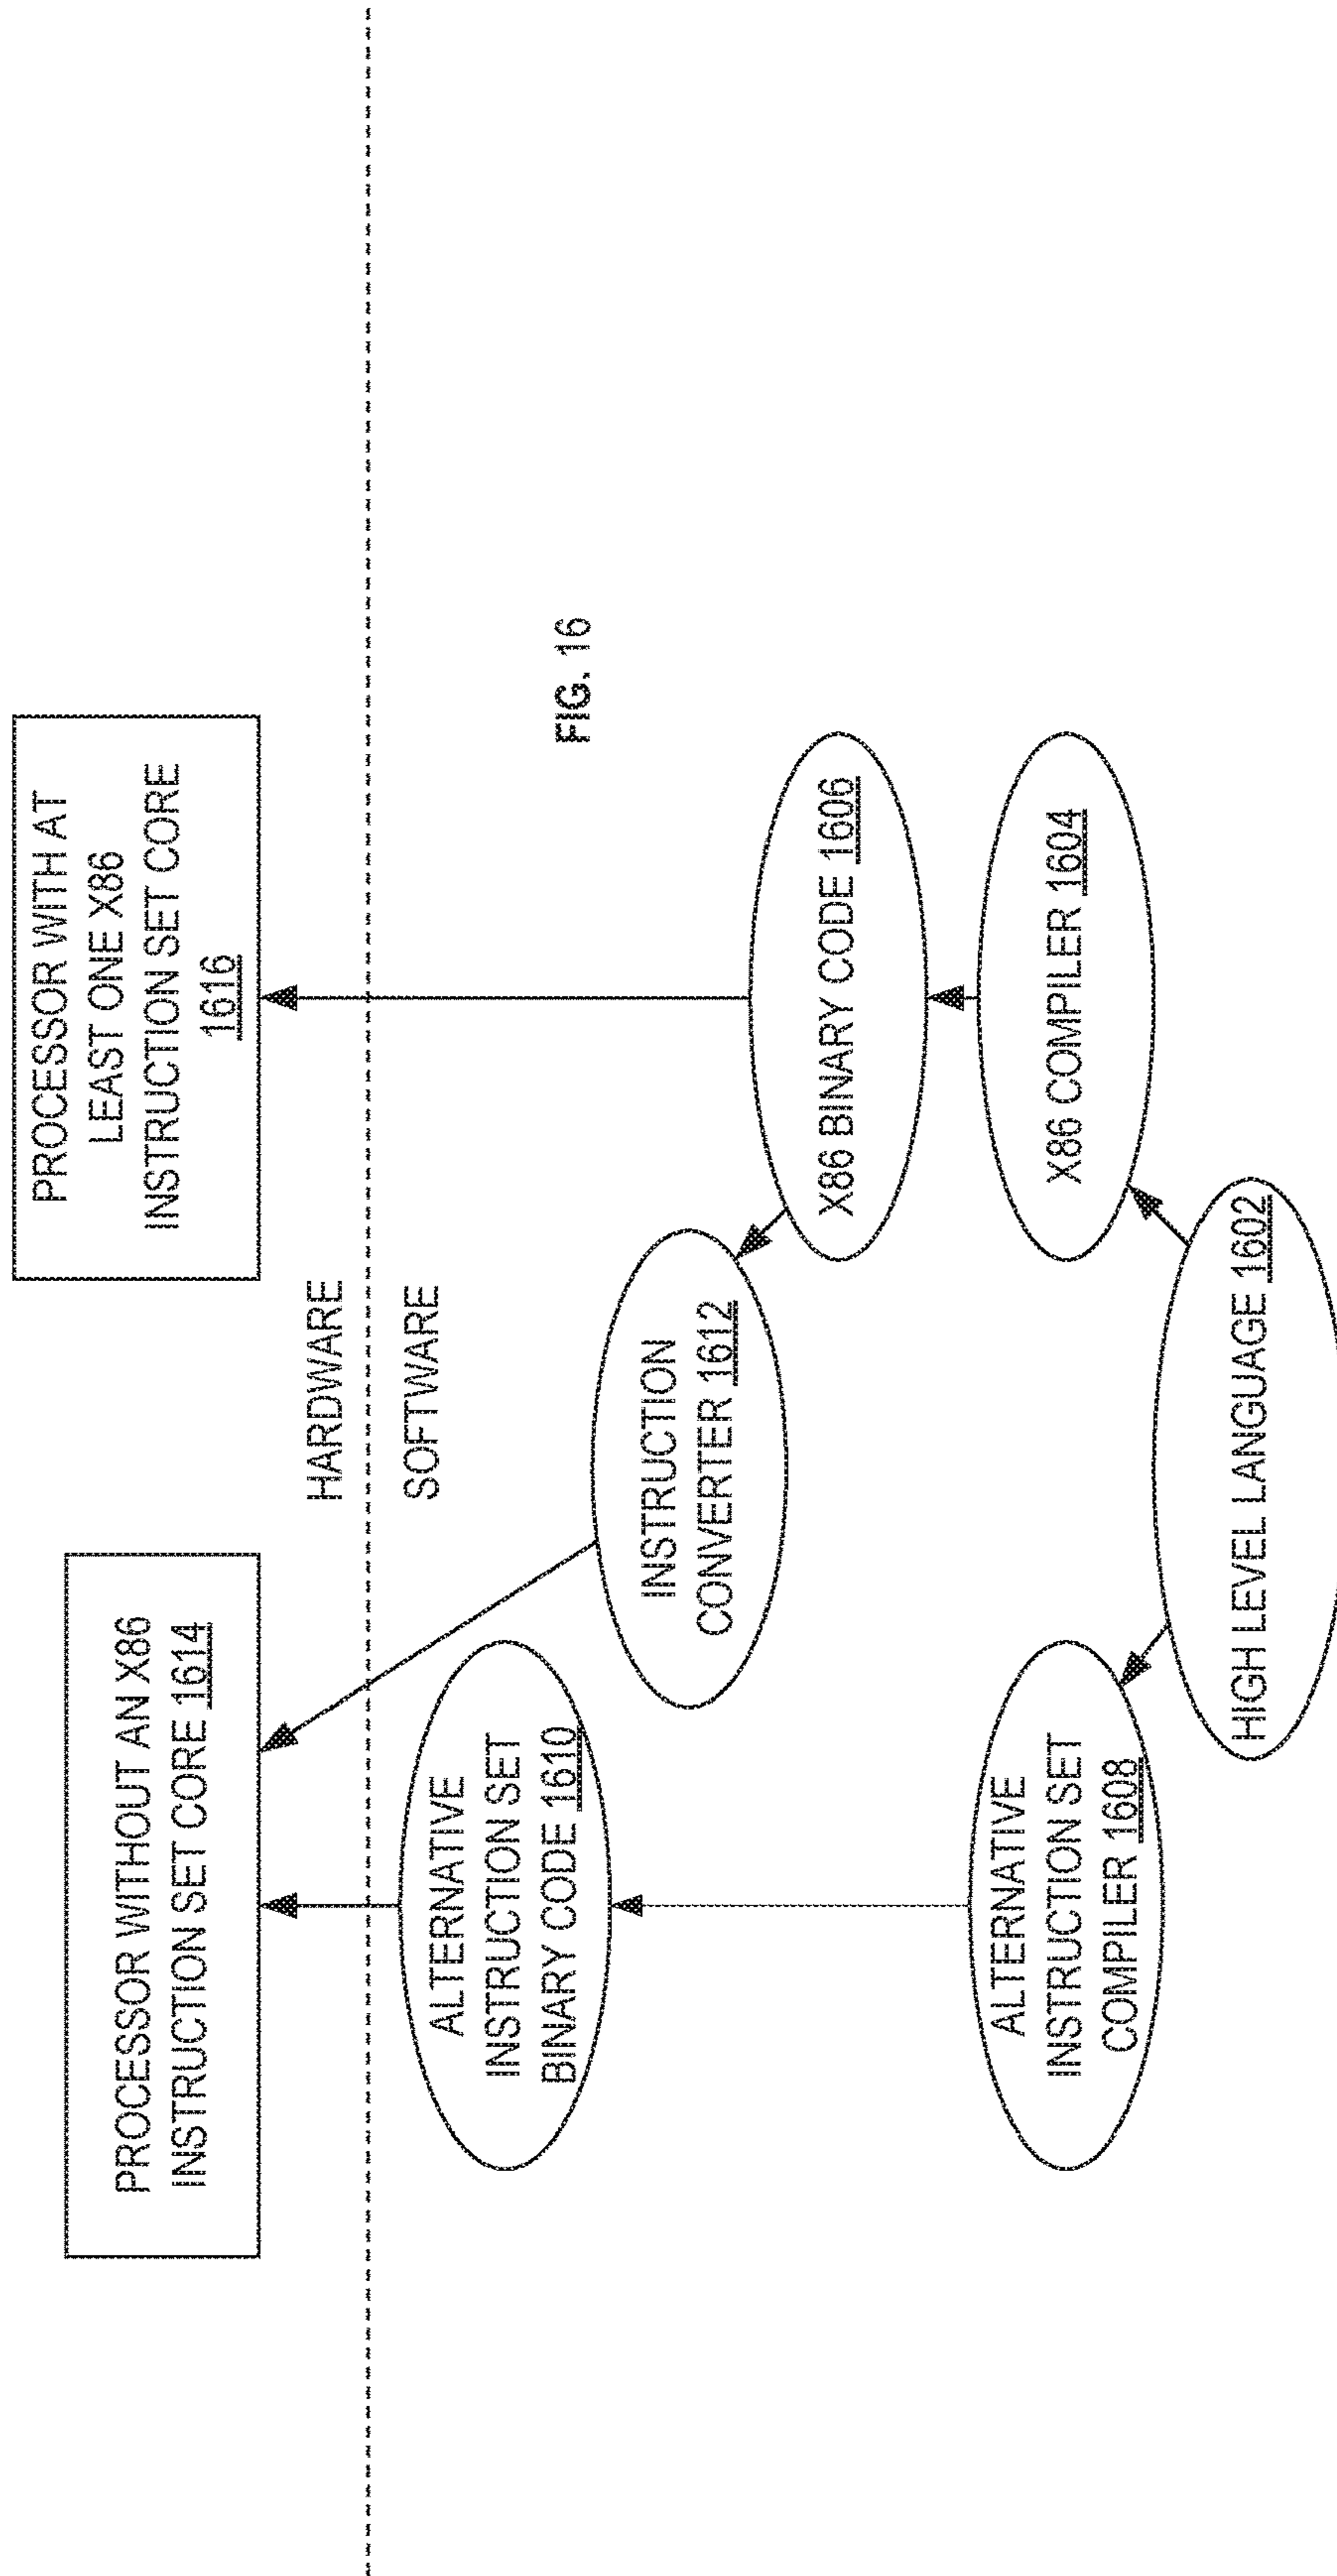 PROCESSOR WITHOUT AN X86
INSTRUCTION SET CORE 1614
PROCESSOR WITH AT
LEAST ONE X86
INSTRUCTION SET CORE
1616
HARDWARE
SOFTWARE
ALTERNATIVE
INSTRUCTION SET
BINARY CODE 1610
INSTRUCTION
CONVERTER 1612
FIG. 16
X86 BINARY CODE 1606
ALTERNATIVE
INSTRUCTION SET
COMPILER 1608
X86 COMPILER 1604
HIGH LEVEL LANGUAGE 1602